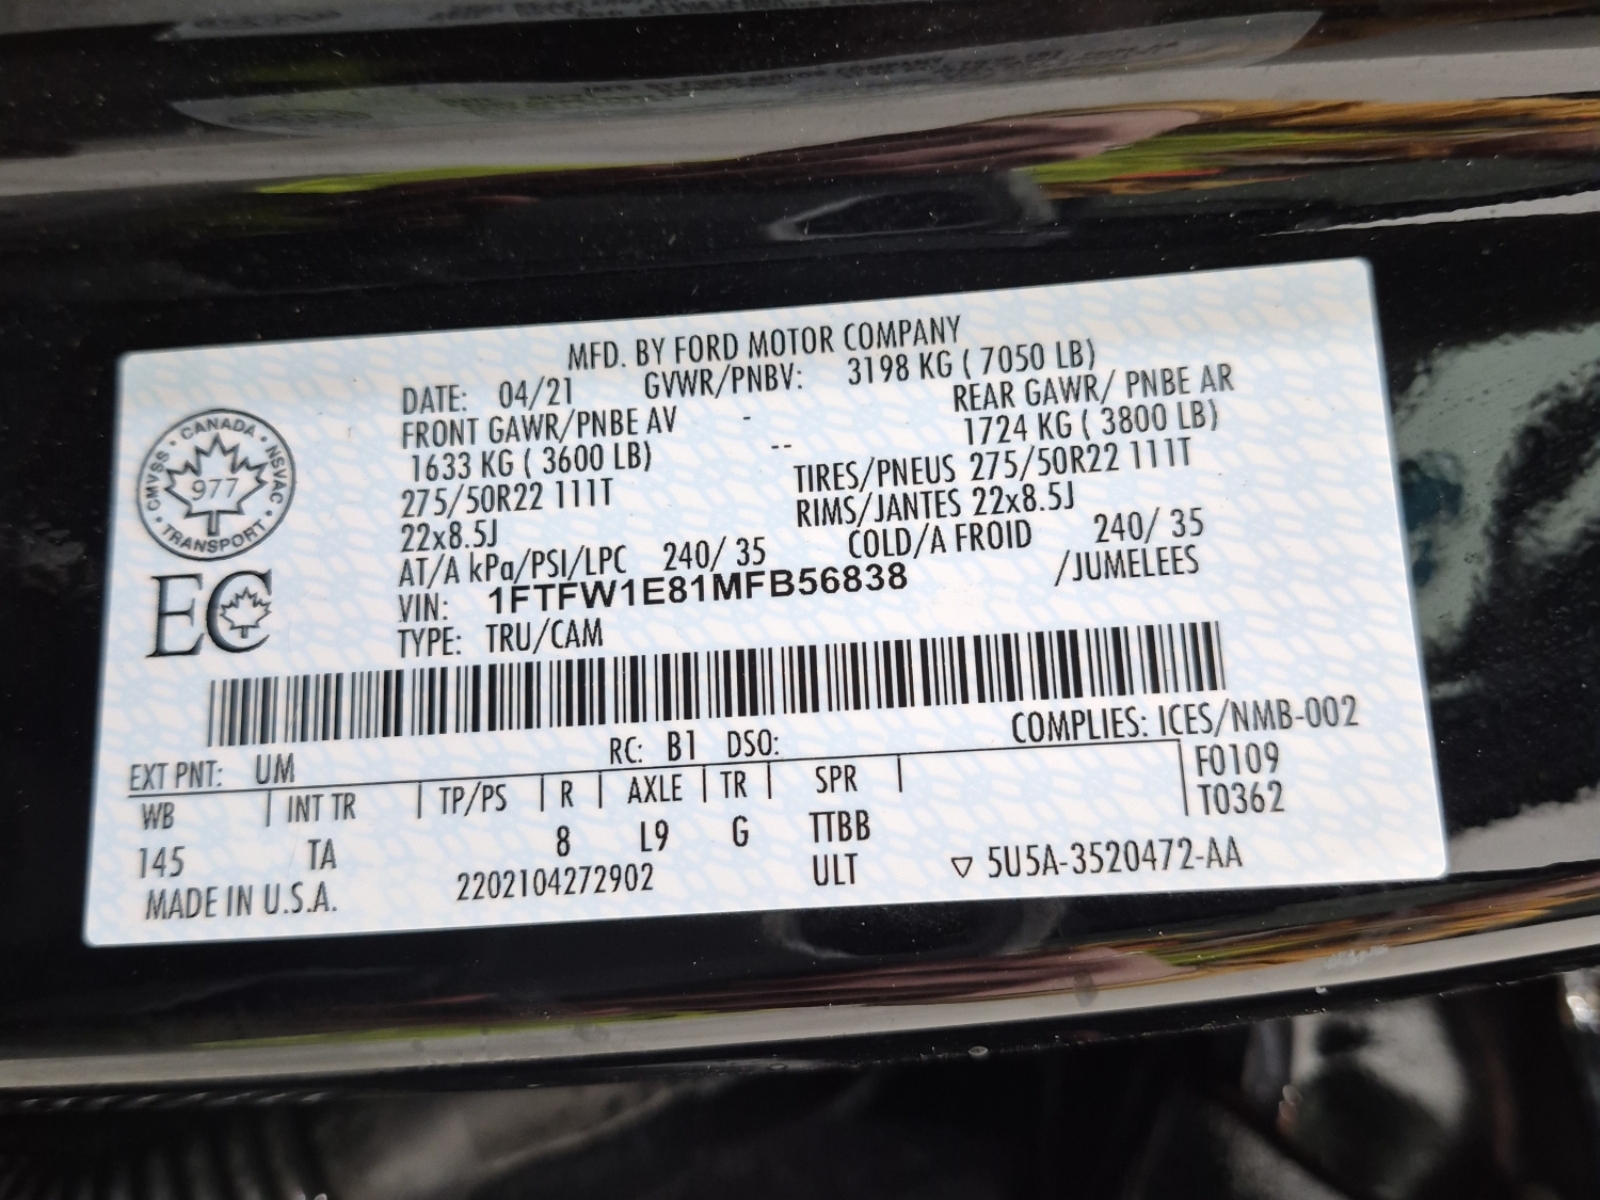 MFD. BY FORD MOTOR COMPANY
DATE: 04/21 GVWR/PNBV: 3198 KG ( 7050 LB)
FRONT GAWR/PNBE AV - REAR GAWR/ PNBE AR
1633 KG ( 3600 LB) -- 1724 KG ( 3800 LB)
275/50R22 111T TIRES/PNEUS 275/50R22 111T
22x8.5J RIMS/JANTES 22x8.5J
AT/A kPa/PSI/LPC 240/ 35 COLD/A FROID 240/ 35
VIN: 1FTFW1E81MFB56838 /JUMELEES
TYPE: TRU/CAM
CANADA
CMVSS 977 NSVAC
TRANSPORT
EC
EXT PNT: UM RC: B1 DSO: COMPLIES: ICES/NMB-002
WB | INT TR | TP/PS | R | AXLE | TR | SPR | F0109
T0362
145 TA 8 L9 G TTBB
MADE IN U.S.A. 2202104272902 ULT ▽ 5U5A-3520472-AA